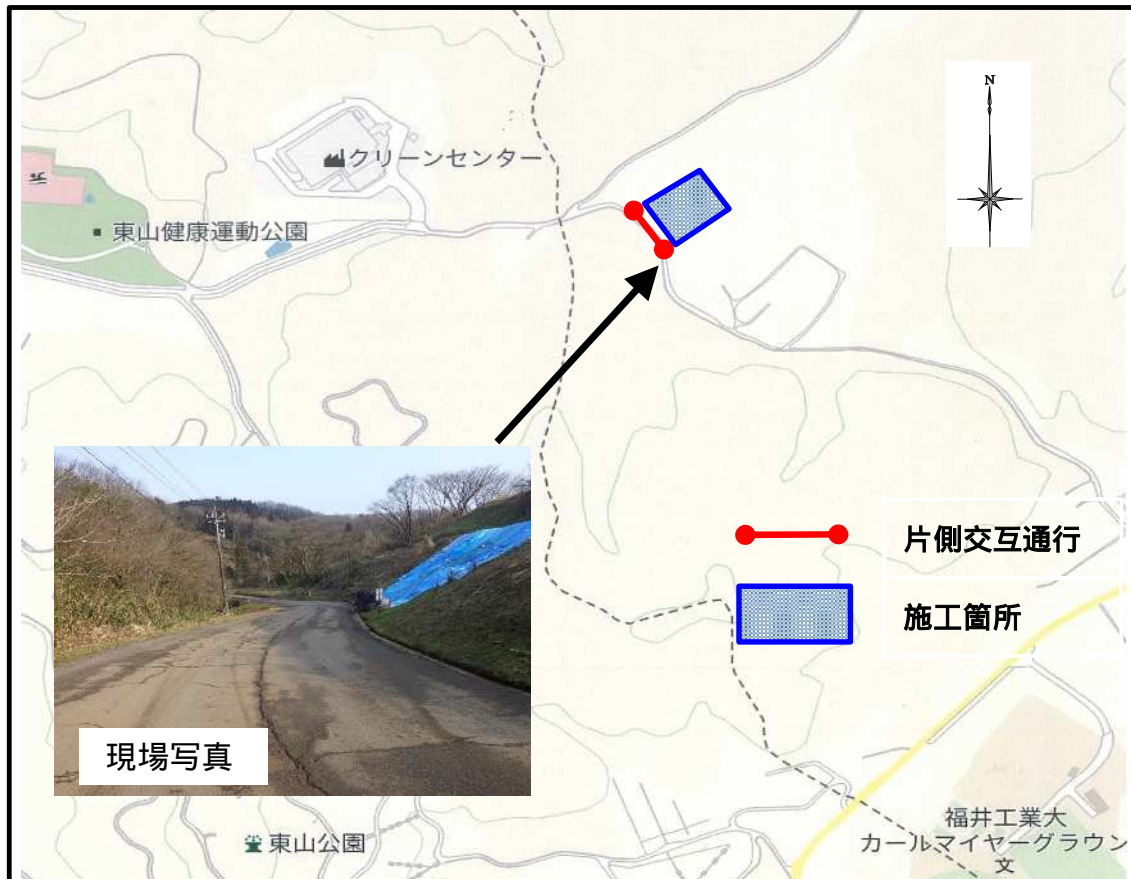 N
クリーンセンター
東山健康運動公園
片側交互通行
施工箇所
現場写真
東山公園
福井工業大
カールマイヤーグラウン
文